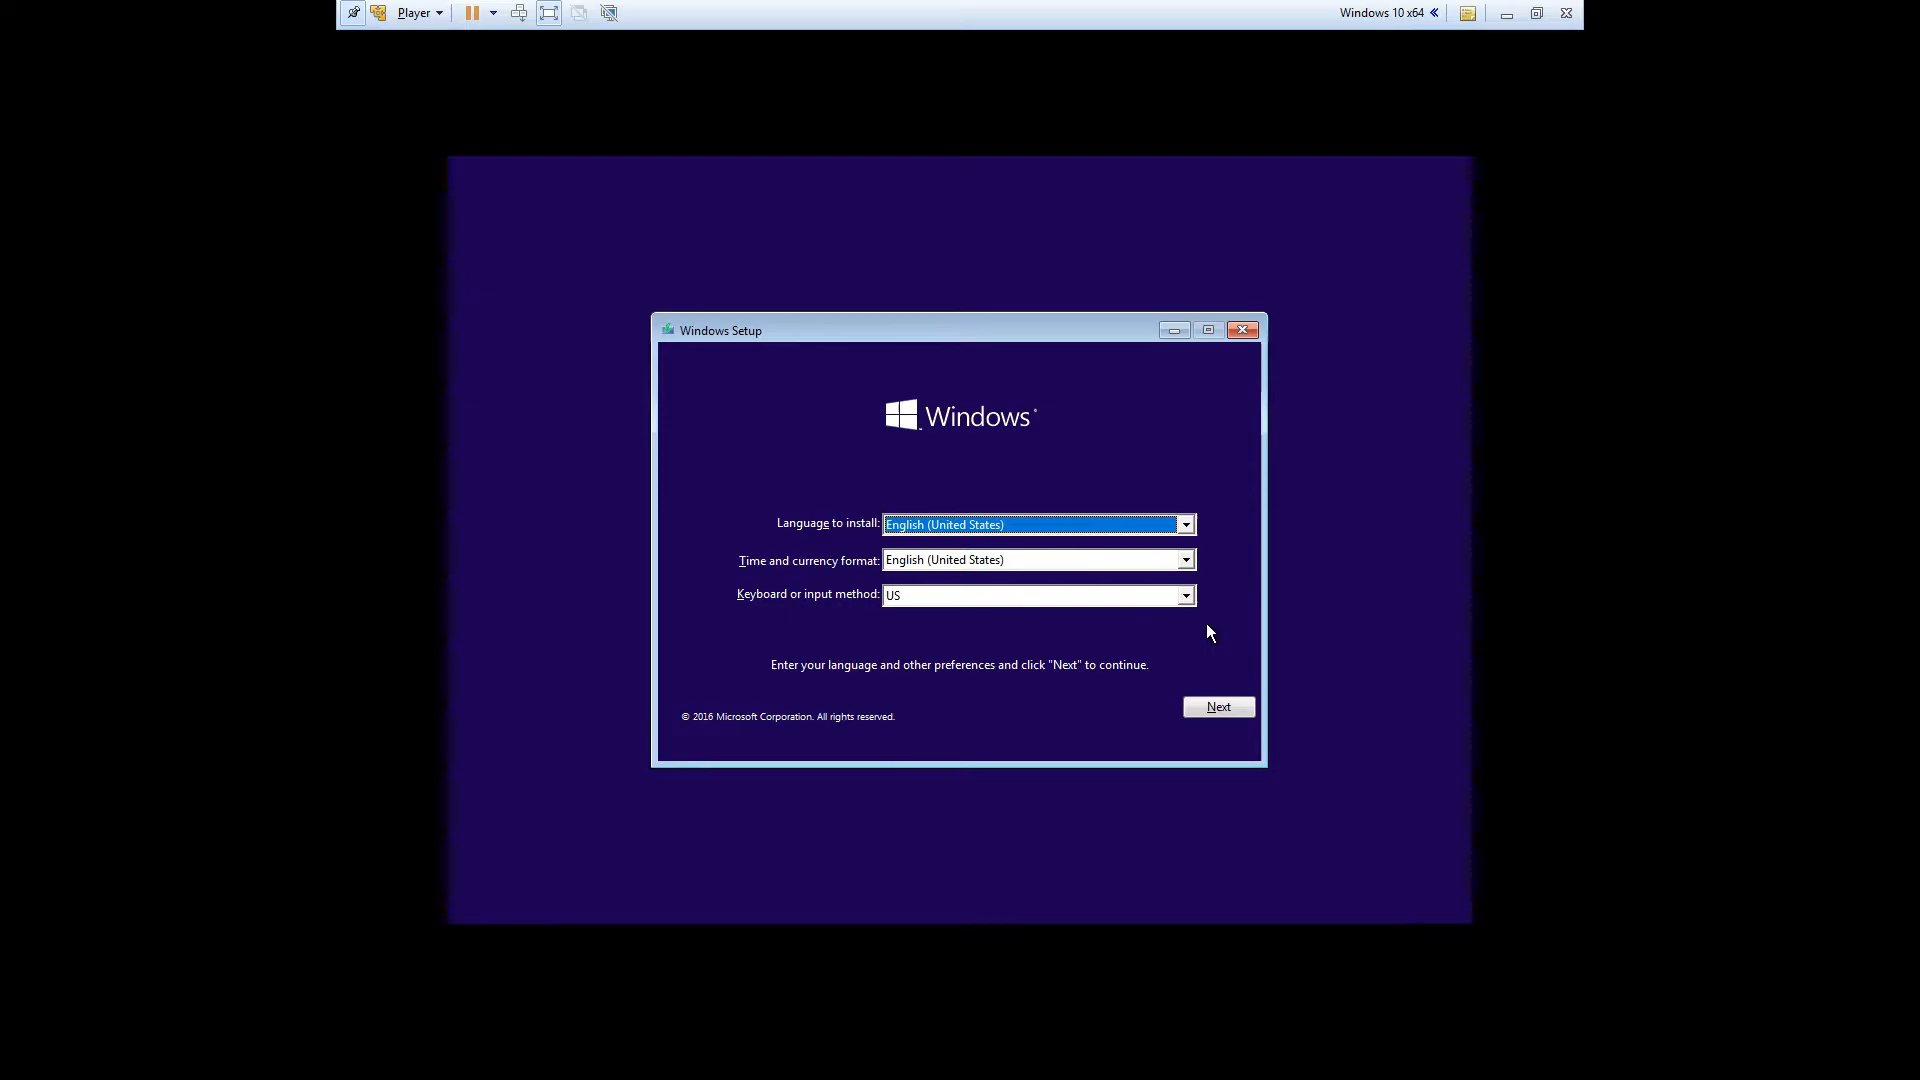 Player
Windows 10 x64
Windows Setup
Windows
Language to install: English (United States)
Time and currency format: English (United States)
Keyboard or input method: US
Enter your language and other preferences and click "Next" to continue.
Next
© 2016 Microsoft Corporation. All rights reserved.